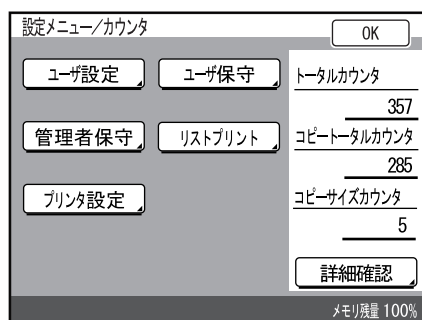 設定メニュー／カウンタ
OK
ユーザ設定
ユーザ保守
管理者保守
リストプリント
プリンタ設定
トータルカウンタ
357
コピートータルカウンタ
285
コピーサイズカウンタ
5
詳細確認
メモリ残量 100%